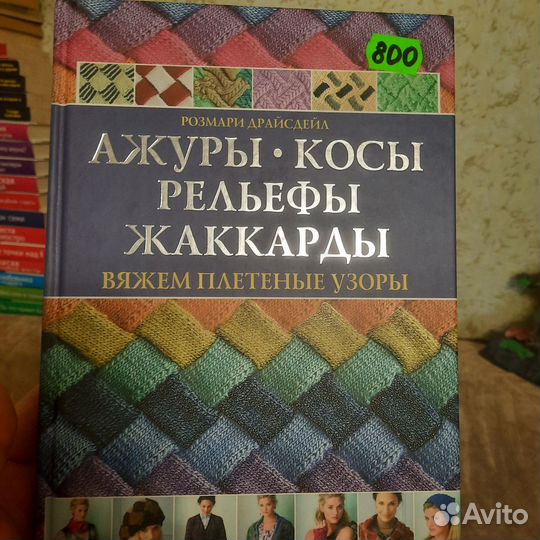 800
РОЗМАРИ ДРАЙСДЕЙЛ
АЖУРЫ • КОСЫ
РЕЛЬЕФЫ
ЖАККАРДЫ
ВЯЖЕМ ПЛЕТЕНЫЕ УЗОРЫ
Avito